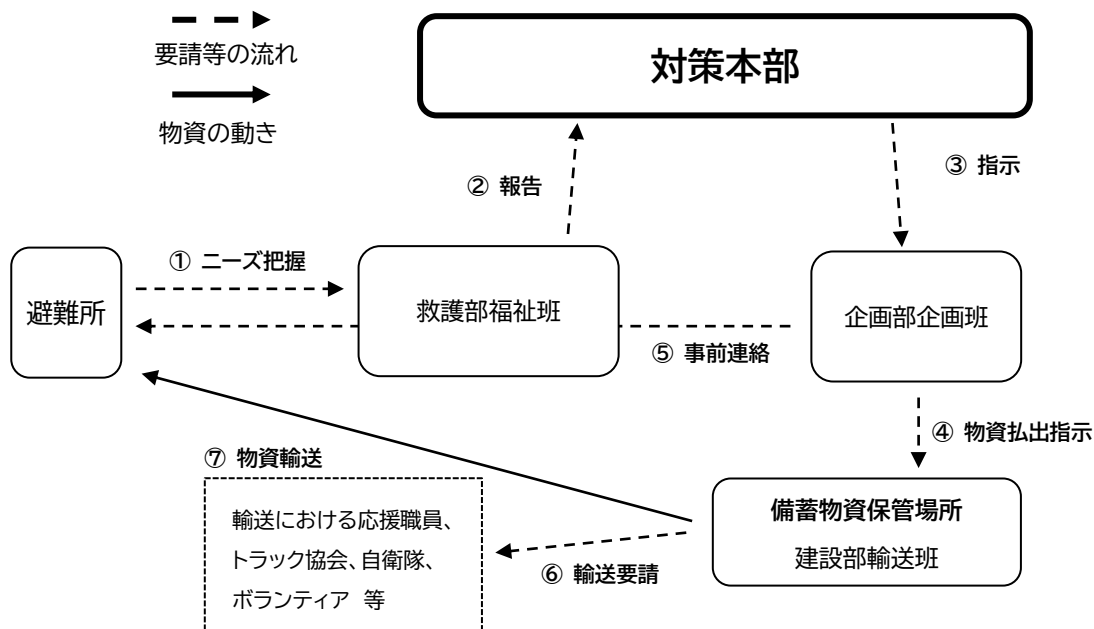 要請等の流れ
物資の動き
対策本部
② 報告
③ 指示
① ニーズ把握
避難所
救護部福祉班
企画部企画班
⑤ 事前連絡
④ 物資払出指示
⑦ 物資輸送
輸送における応援職員、
トラック協会、自衛隊、
ボランティア 等
備蓄物資保管場所
建設部輸送班
⑥ 輸送要請